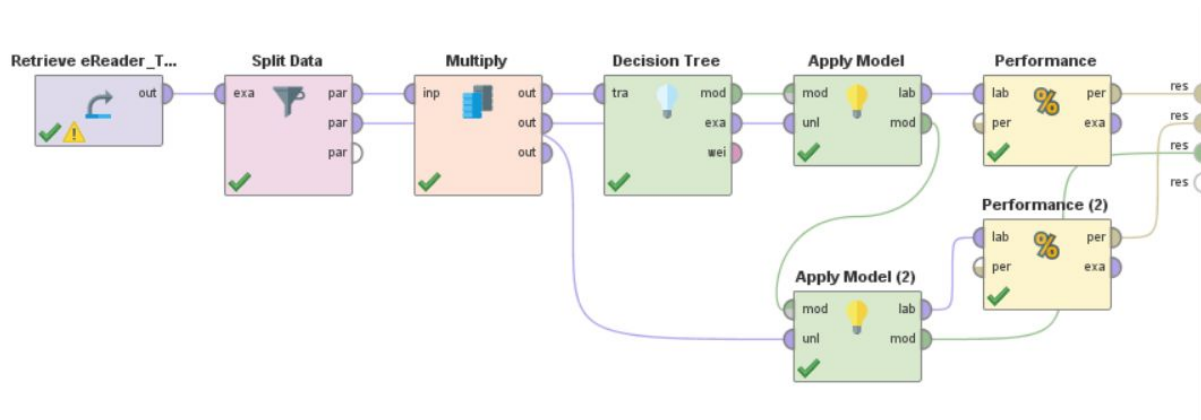 Retrieve eReader_T...
Split Data
Multiply
Decision Tree
Apply Model
Performance
out
exa
par
par
par
inp
out
out
out
tra
mod
exa
wei
mod
unl
lab
mod
lab
per
per
exa
res
res
res
res
Performance (2)
lab
per
per
exa
Apply Model (2)
mod
unl
lab
mod